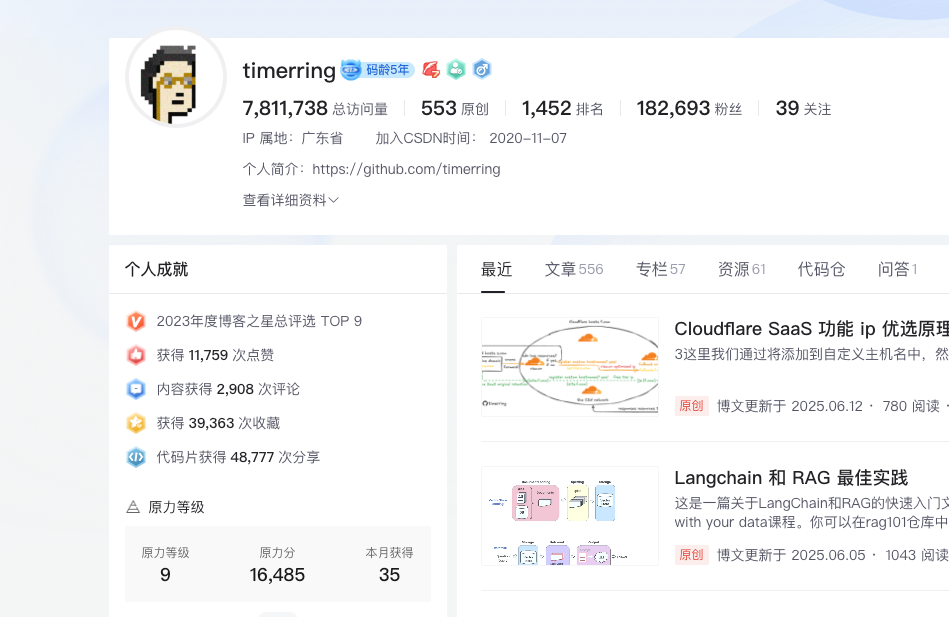 timerring 码龄5年
7,811,738 总访问量 553 原创 1,452 排名 182,693 粉丝 39 关注
IP 属地：广东省 加入CSDN时间： 2020-11-07
个人简介：https://github.com/timerring
查看详细资料
个人成就
2023年度博客之星总评选 TOP 9
获得 11,759 次点赞
内容获得 2,908 次评论
获得 39,363 次收藏
代码片获得 48,777 次分享
原力等级
原力等级 原力分 本月获得
9 16,485 35
最近 文章 556 专栏 57 资源 61 代码仓 问答 1
Cloudflare SaaS 功能 ip 优选原理
3这里我们通过将添加到自定义主机名中，然
原创 博文更新于 2025.06.12 · 780 阅读 ·
Langchain 和 RAG 最佳实践
这是一篇关于LangChain和RAG的快速入门文
with your data课程。你可以在rag101仓库中
原创 博文更新于 2025.06.05 · 1043 阅读